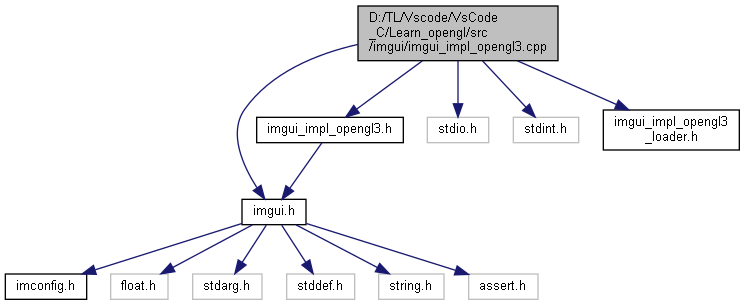 D:/TL/Vscode/VsCode
_C/Learn_opengl/src
/imgui/imgui_impl_opengl3.cpp
imgui_impl_opengl3.h
stdio.h
stdint.h
imgui_impl_opengl3
_loader.h
imgui.h
imconfig.h
float.h
stdarg.h
stddef.h
string.h
assert.h